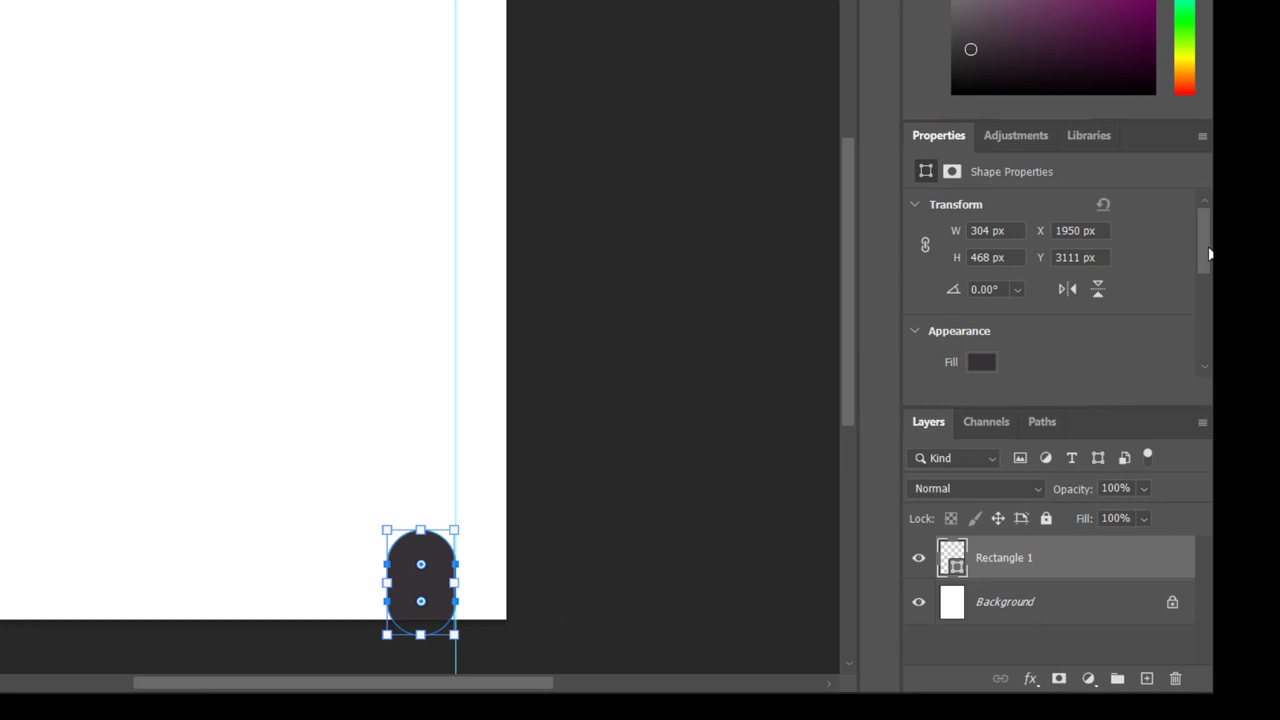 Properties Adjustments Libraries
Shape Properties
Transform
W 304 px X 1950 px
H 468 px Y 3111 px
0.00°
Appearance
Fill
Layers Channels Paths
Kind T
Normal Opacity: 100%
Lock: Fill: 100%
Rectangle 1
Background
fx